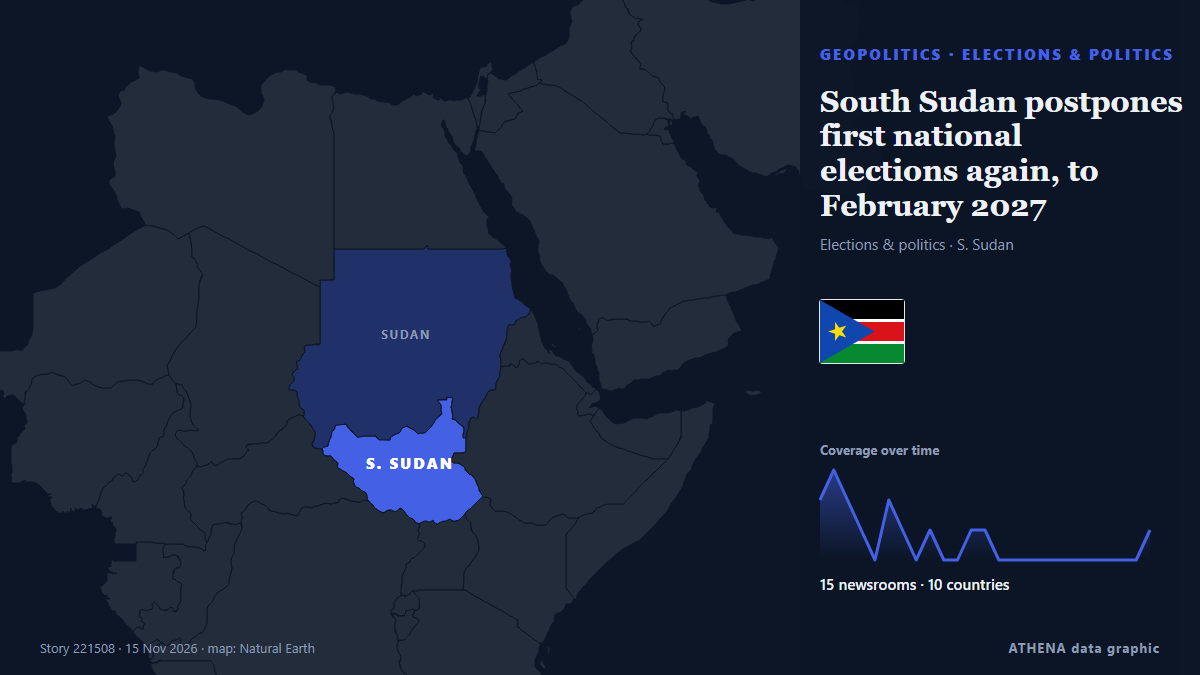 GEOPOLITICS · ELECTIONS & POLITICS
South Sudan postpones
first national
elections again, to
February 2027
Elections & politics · S. Sudan
SUDAN
S. SUDAN
Coverage over time
15 newsrooms · 10 countries
Story 221508 · 15 Nov 2026 · map: Natural Earth
ATHENA data graphic